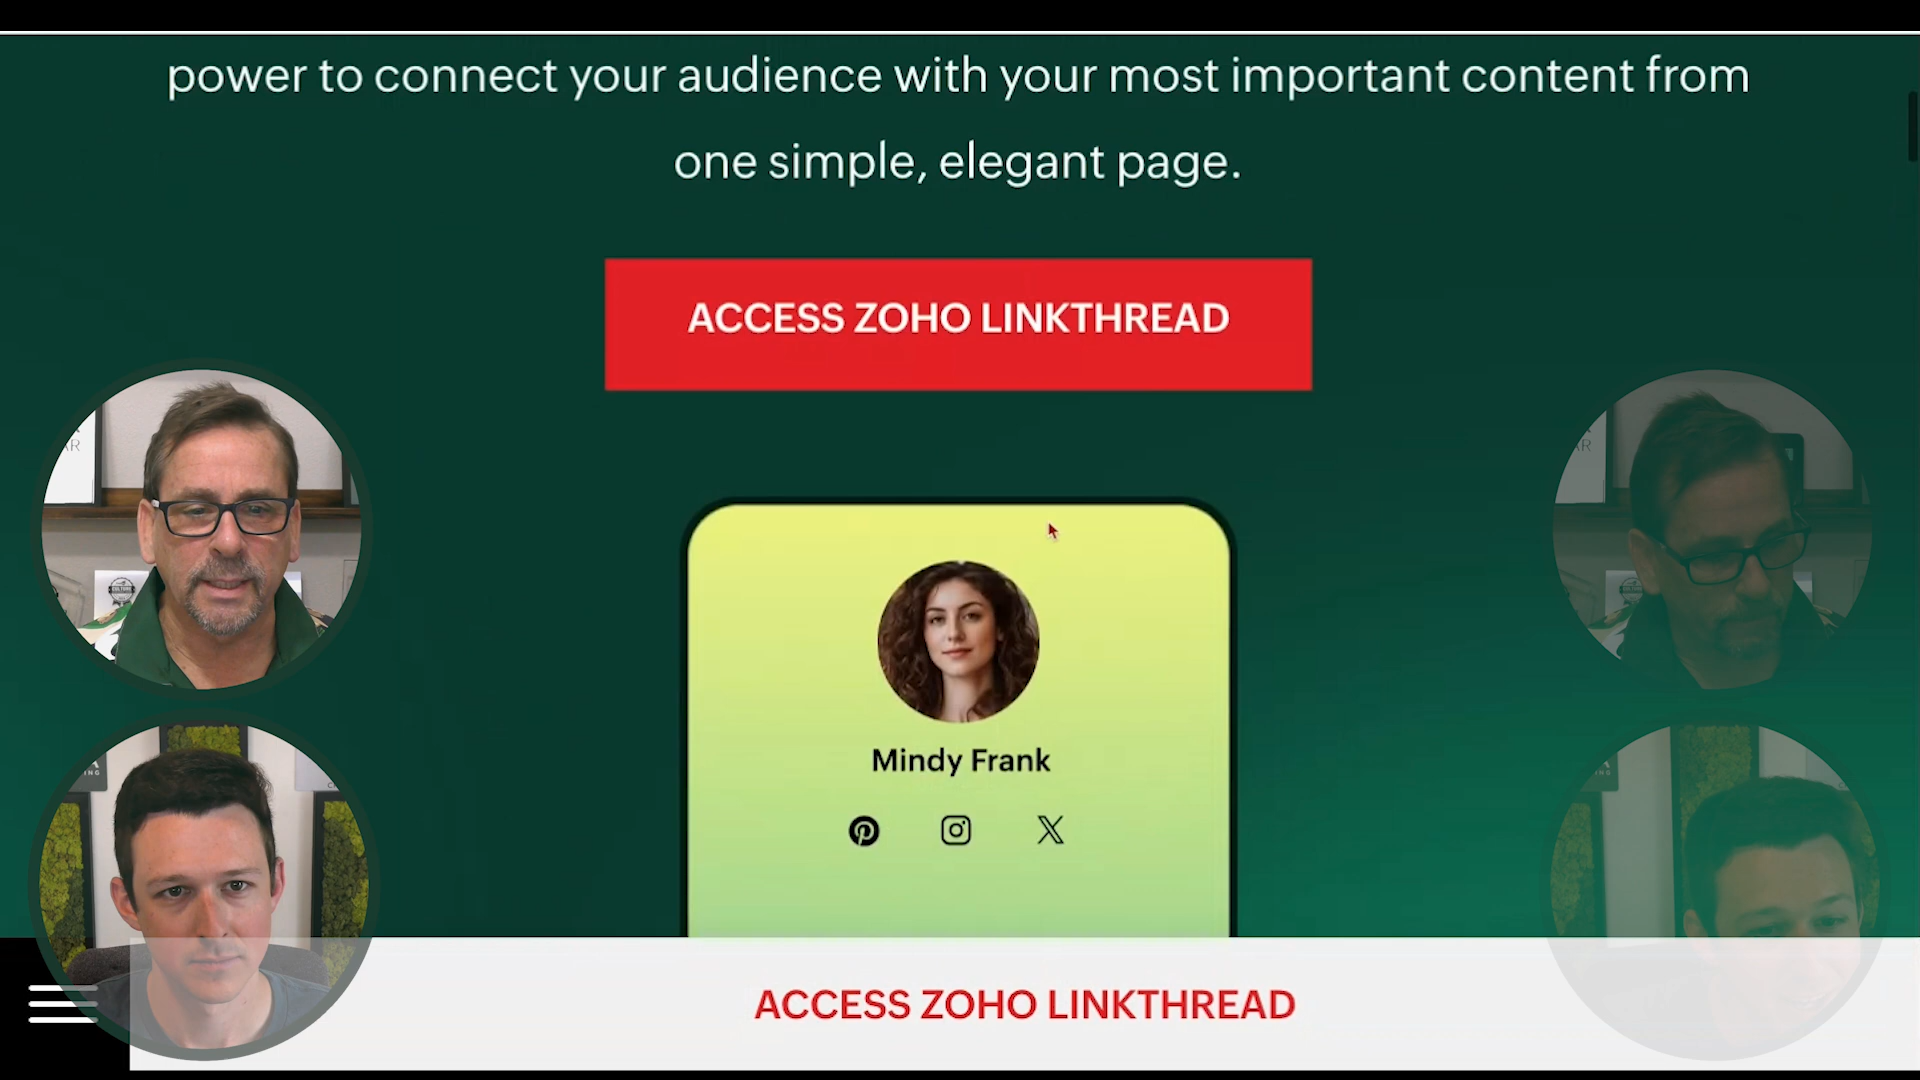 power to connect your audience with your most important content from
one simple, elegant page.
ACCESS ZOHO LINKTHREAD
Mindy Frank
ACCESS ZOHO LINKTHREAD